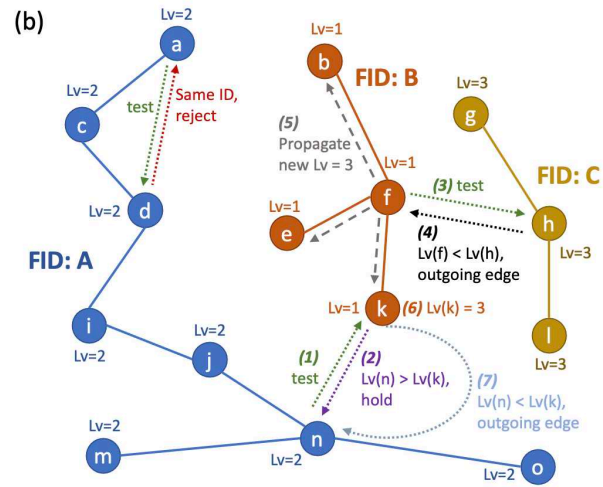 (b)
Lv=2
a
Lv=2
c
test
Same ID,
reject
Lv=2
d
FID: A
i
Lv=2
Lv=2
j
Lv=2
m
n
Lv=2
o
Lv=2
Lv=1
b
FID: B
(5)
Propagate
new Lv = 3
Lv=1
f
Lv=1
e
k
Lv=1
(6) Lv(k) = 3
(1)
test
(2)
Lv(n) > Lv(k),
hold
(7)
Lv(n) < Lv(k),
outgoing edge
(3) test
(4)
Lv(f) < Lv(h),
outgoing edge
Lv=3
g
FID: C
h
Lv=3
l
Lv=3